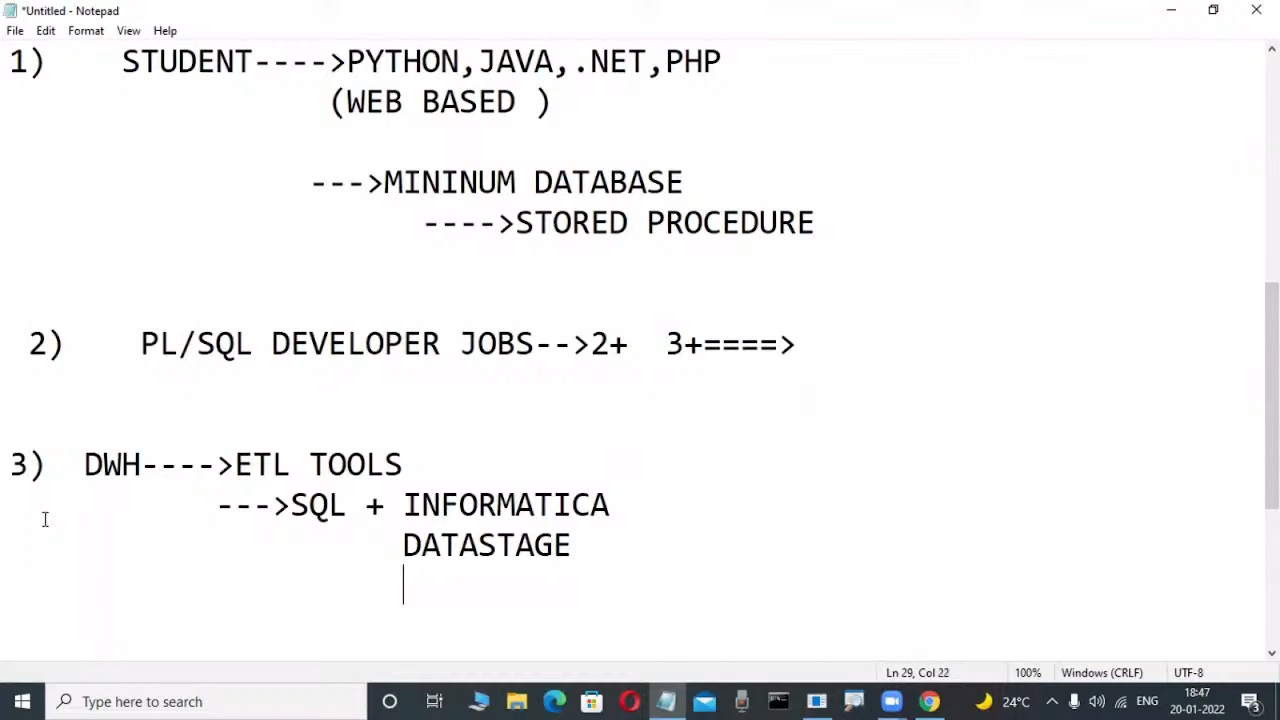 *Untitled - Notepad
File Edit Format View Help
1) STUDENT---->PYTHON,JAVA,.NET,PHP
(WEB BASED )
--->MININUM DATABASE
---->STORED PROCEDURE
2) PL/SQL DEVELOPER JOBS-->2+ 3+====>
3) DWH---->ETL TOOLS
--->SQL + INFORMATICA
DATASTAGE
Ln 29, Col 22 100% Windows (CRLF) UTF-8
Type here to search 24°C ENG 18:47
20-01-2022 3